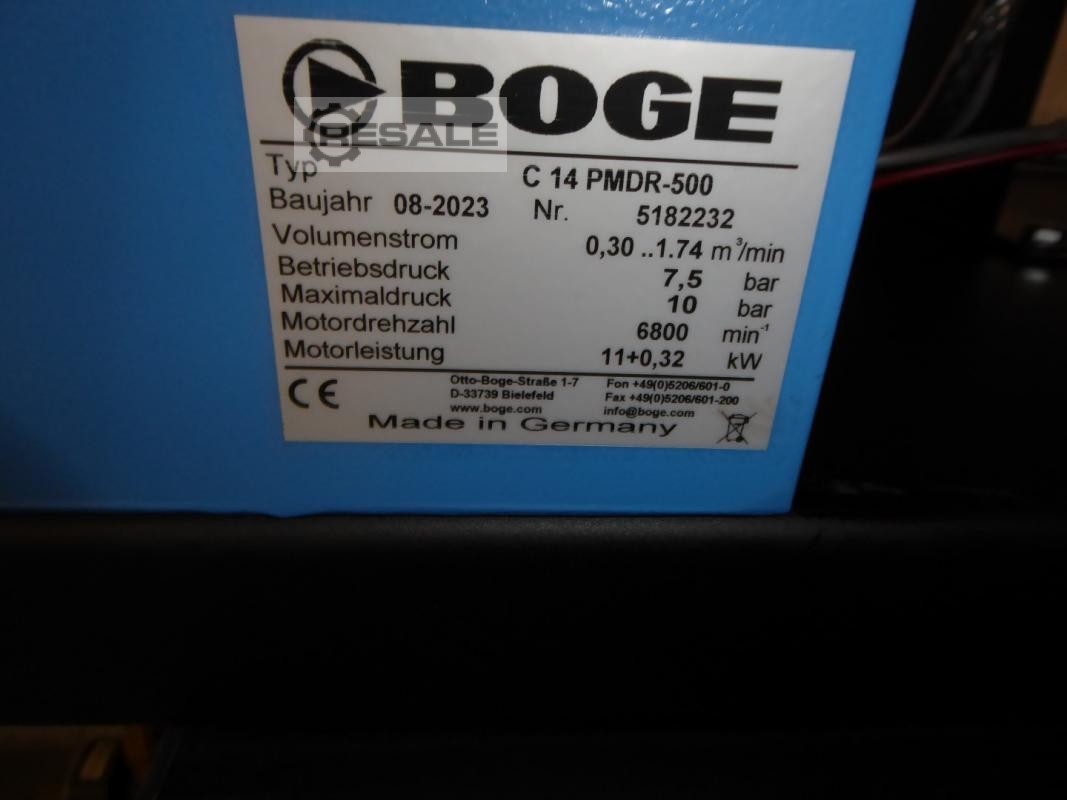 BOGE
RESALE
Typ C 14 PMDR-500
Baujahr 08-2023 Nr. 5182232
Volumenstrom 0,30 ..1.74 m³/min
Betriebsdruck 7,5 bar
Maximaldruck 10 bar
Motordrehzahl 6800 min⁻¹
Motorleistung 11+0,32 kW
CE
Otto-Boge-Straße 1-7 Fon +49(0)5206/601-0
D-33739 Bielefeld Fax +49(0)5206/601-200
www.boge.com info@boge.com
Made in Germany